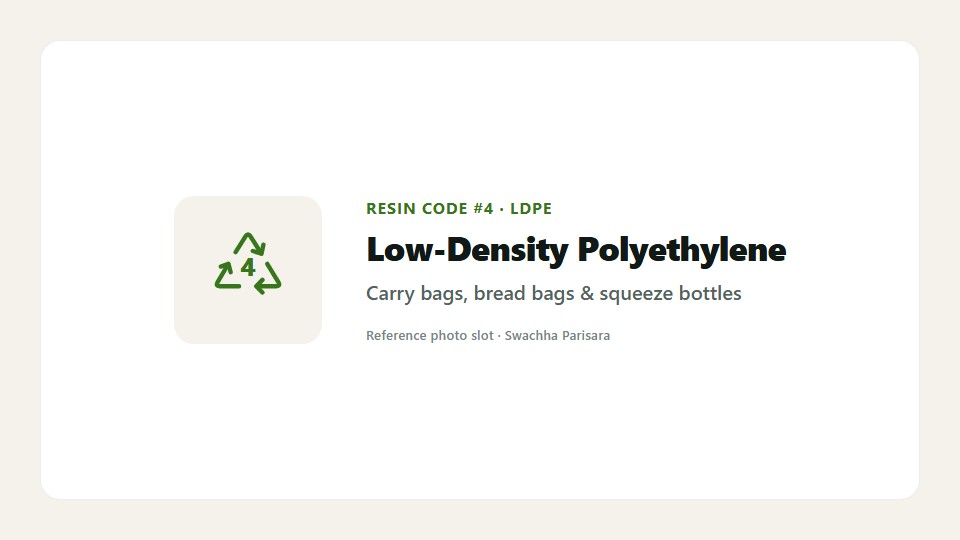 4
RESIN CODE #4 · LDPE
Low-Density Polyethylene
Carry bags, bread bags & squeeze bottles
Reference photo slot · Swachha Parisara